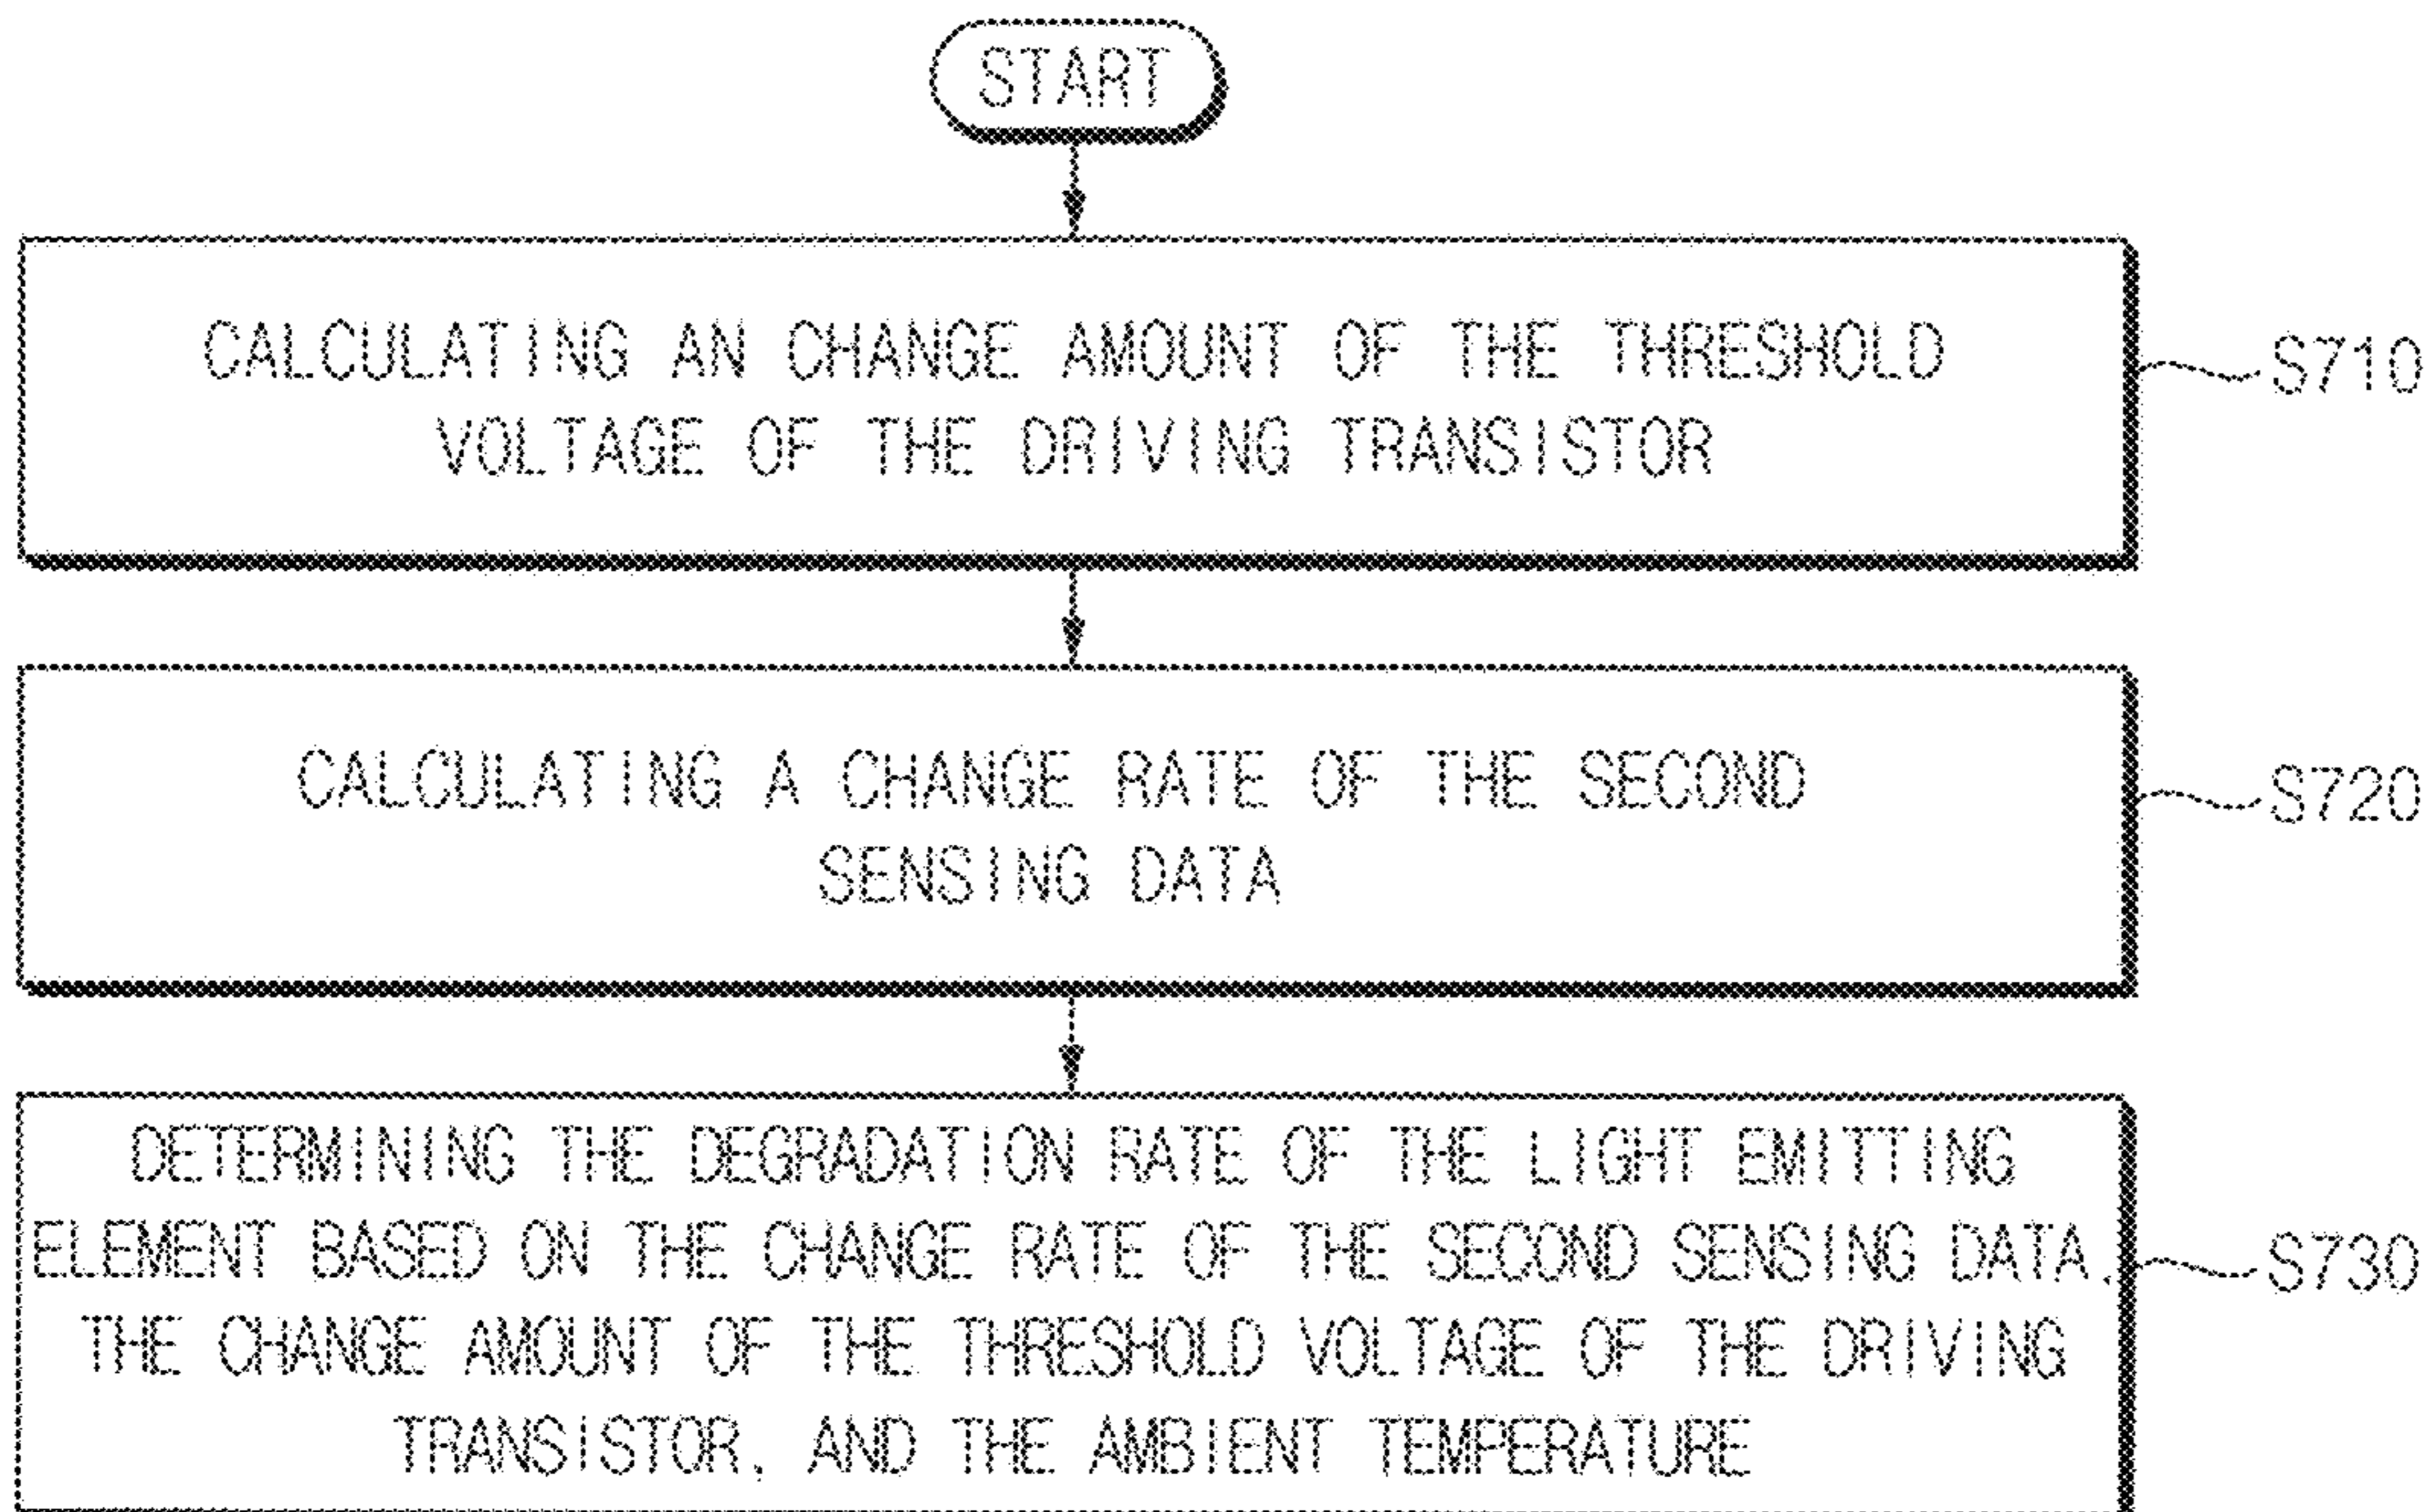 START
CALCULATING AN CHANGE AMOUNT OF THE THRESHOLD
VOLTAGE OF THE DRIVING TRANSISTOR
S710
CALCULATING A CHANGE RATE OF THE SECOND
SENSING DATA
S720
DETERMINING THE DEGRADATION RATE OF THE LIGHT EMITTING
ELEMENT BASED ON THE CHANGE RATE OF THE SECOND SENSING DATA,
THE CHANGE AMOUNT OF THE THRESHOLD VOLTAGE OF THE DRIVING
TRANSISTOR, AND THE AMBIENT TEMPERATURE
S730